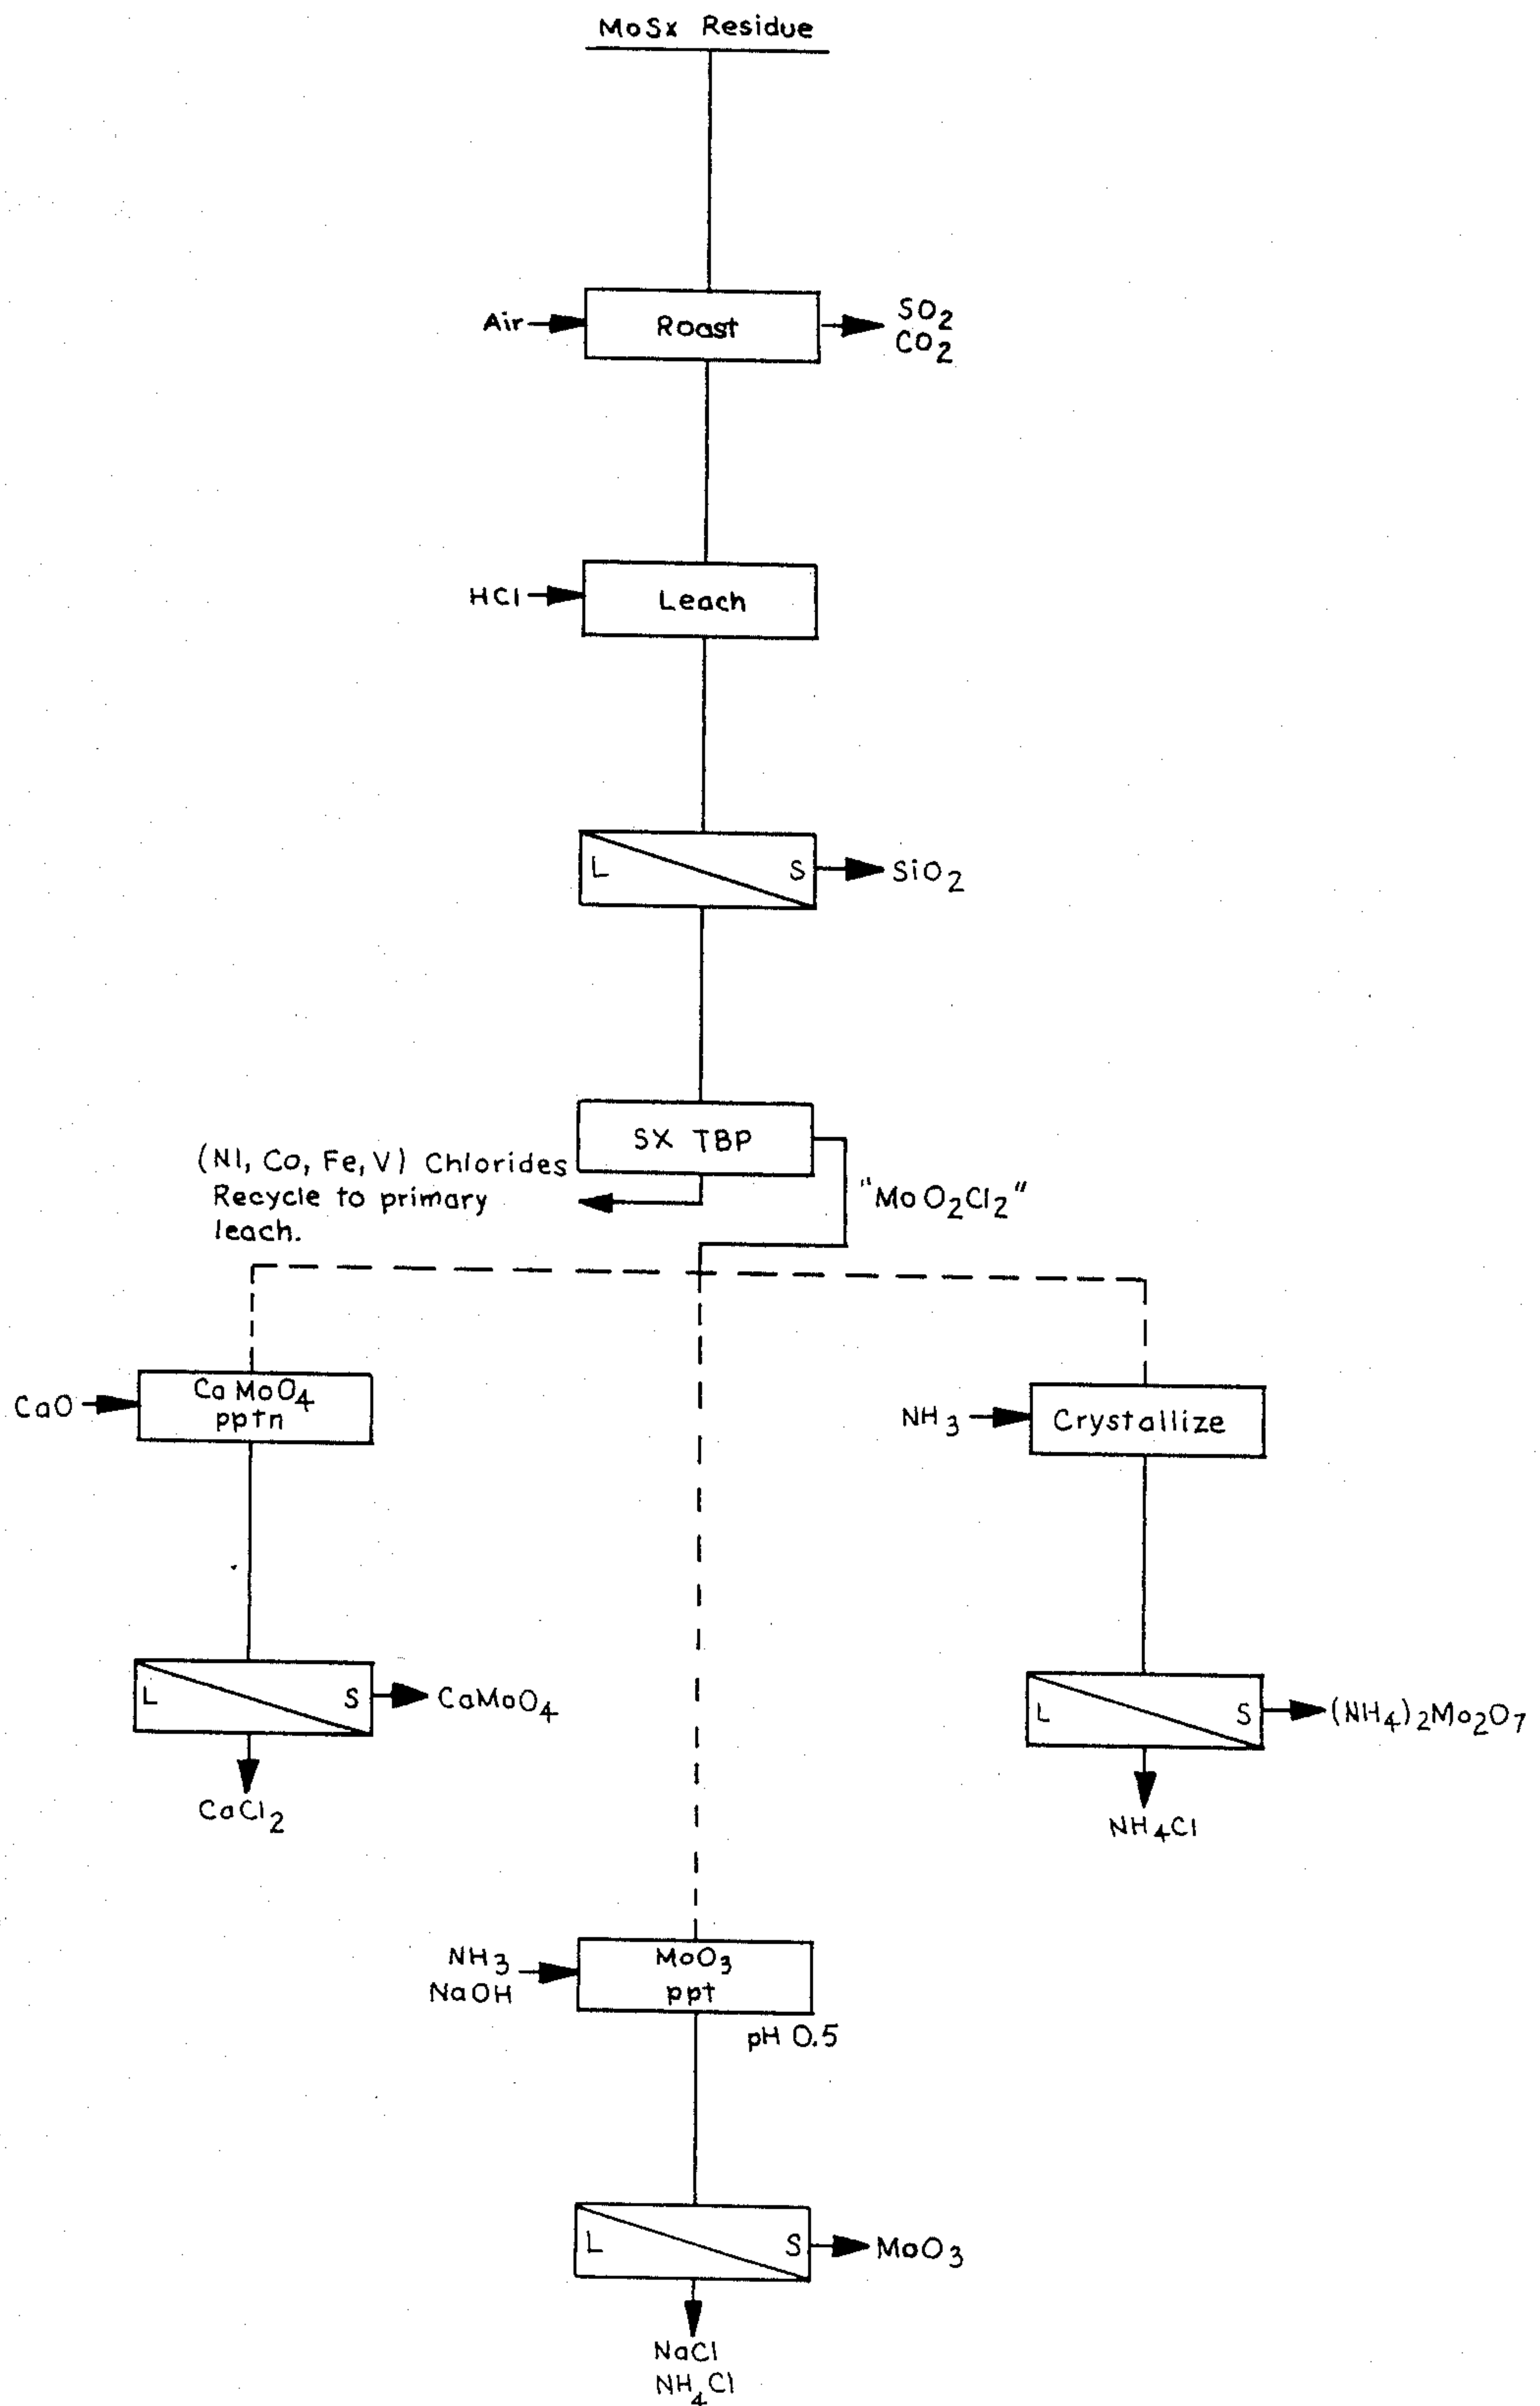 MoSx Residue
Air
Roast
SO2
CO2
HCl
Leach
L
S
SiO2
SX TBP
(NI, Co, Fe, V) Chlorides
Recycle to primary
leach.
"MoO2Cl2"
CaO
CaMoO4
pptn
NH3
Crystallize
L
S
CaMoO4
CaCl2
L
S
(NH4)2Mo2O7
NH4Cl
NH3
NaOH
MoO3
ppt
pH 0.5
L
S
MoO3
NaCl
NH4Cl